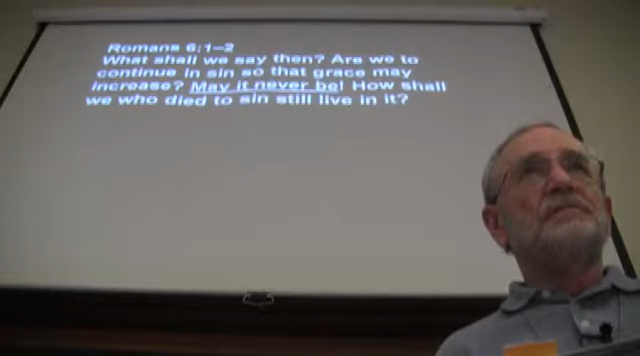 Romans 6:1–2
What shall we say then? Are we to
continue in sin so that grace may
increase? May it never be! How shall
we who died to sin still live in it?